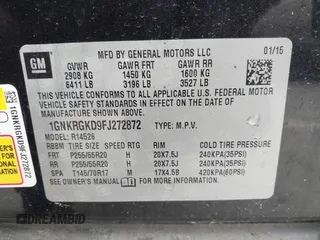 GM
MFD BY GENERAL MOTORS LLC
01/15
GVWR GAWR FRT GAWR RR
2908 KG 1450 KG 1600 KG
6411 LB 3196 LB 3527 LB
THIS VEHICLE CONFORMS TO ALL APPLICABLE U.S. FEDERAL
MOTOR VEHICLE SAFETY STANDARDS IN EFFECT ON THE DATE OF
MANUFACTURE SHOWN ABOVE.
1GNKRGKD9FJ272872 TYPE: M.P.V.
MODEL: R14526
TIRE SIZE SPEED RTG RIM COLD TIRE PRESSURE
FRT P255/55R20 H 20X7.5J 240KPA(35PSI)
RR P255/55R20 H 20X7.5J 240KPA(35PSI)
SPA T145/70R17 M 17X4.5B 420KPA(60PSI)
SEE OWNER'S MANUAL FOR ADDITIONAL INFORMATION
1GNKRGKD9FJ272872
DREAMBID